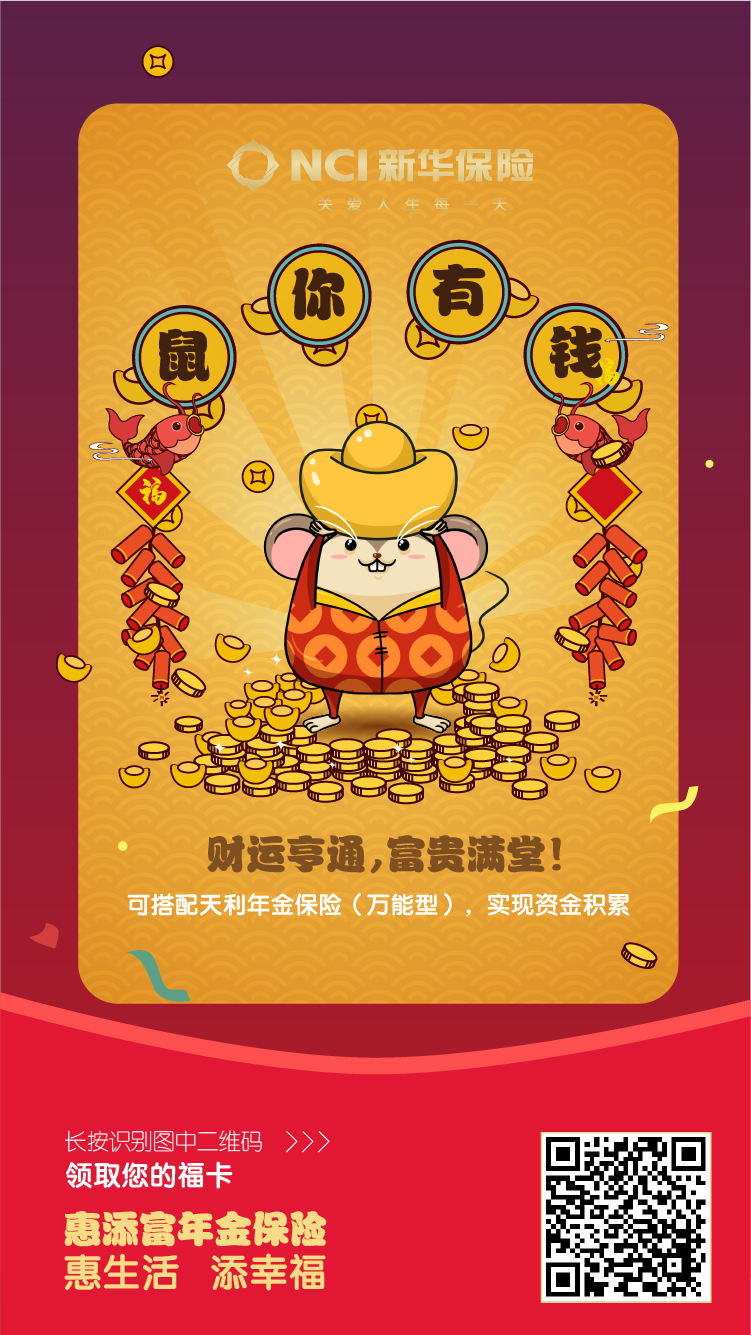 NCI 新华保险
关爱人生每一天
鼠你有钱
福
财运亨通,富贵满堂!
可搭配天利年金保险（万能型），实现资金积累
长按识别图中二维码 >>>
领取您的福卡
惠添富年金保险
惠生活 添幸福